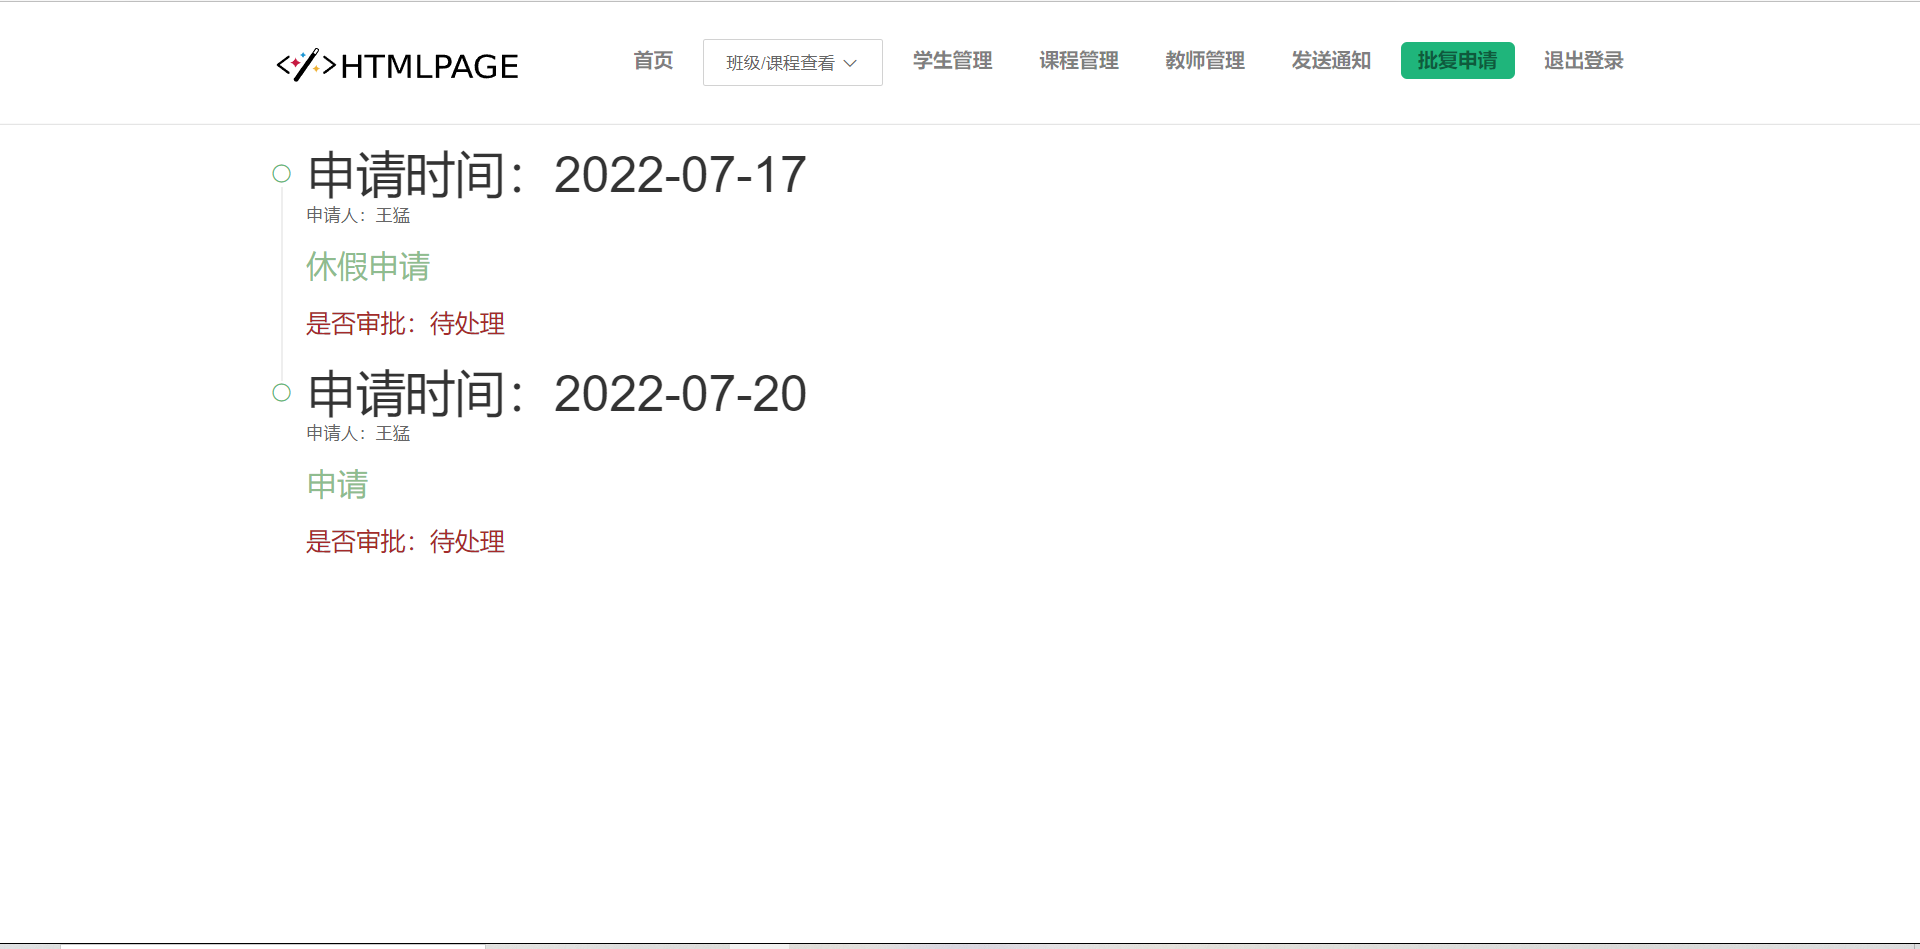 </>HTMLPAGE
首页
班级/课程查看
学生管理
课程管理
教师管理
发送通知
批复申请
退出登录
申请时间：2022-07-17
申请人：王猛
休假申请
是否审批：待处理
申请时间：2022-07-20
申请人：王猛
申请
是否审批：待处理